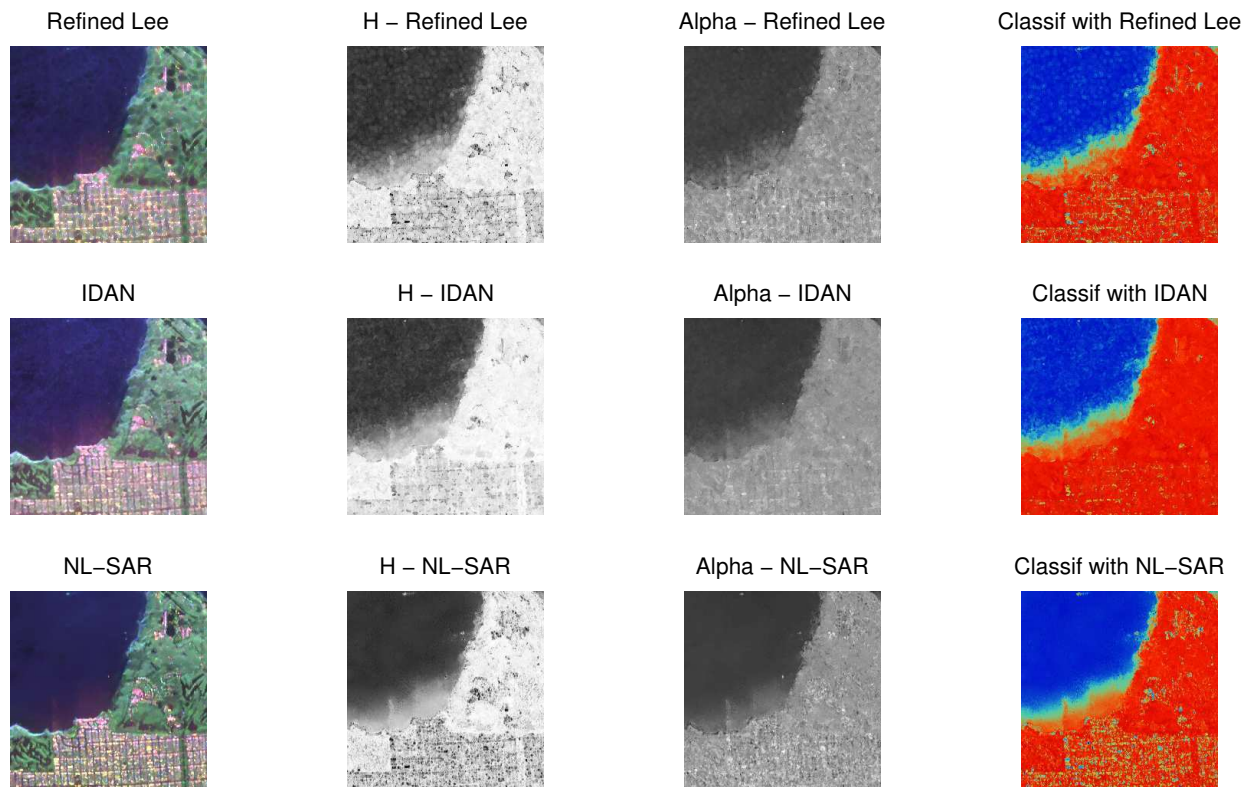 Refined Lee
H − Refined Lee
Alpha − Refined Lee
Classif with Refined Lee
IDAN
H − IDAN
Alpha − IDAN
Classif with IDAN
NL−SAR
H − NL−SAR
Alpha − NL−SAR
Classif with NL−SAR